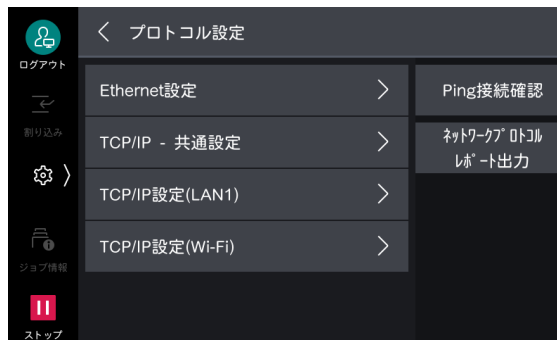 プロトコル設定
ログアウト
割り込み
ジョブ情報
ストップ
Ethernet設定
TCP/IP - 共通設定
TCP/IP設定(LAN1)
TCP/IP設定(Wi-Fi)
Ping接続確認
ﾈｯﾄﾜｰｸﾌﾟﾛﾄｺﾙ
ﾚﾎﾟｰﾄ出力